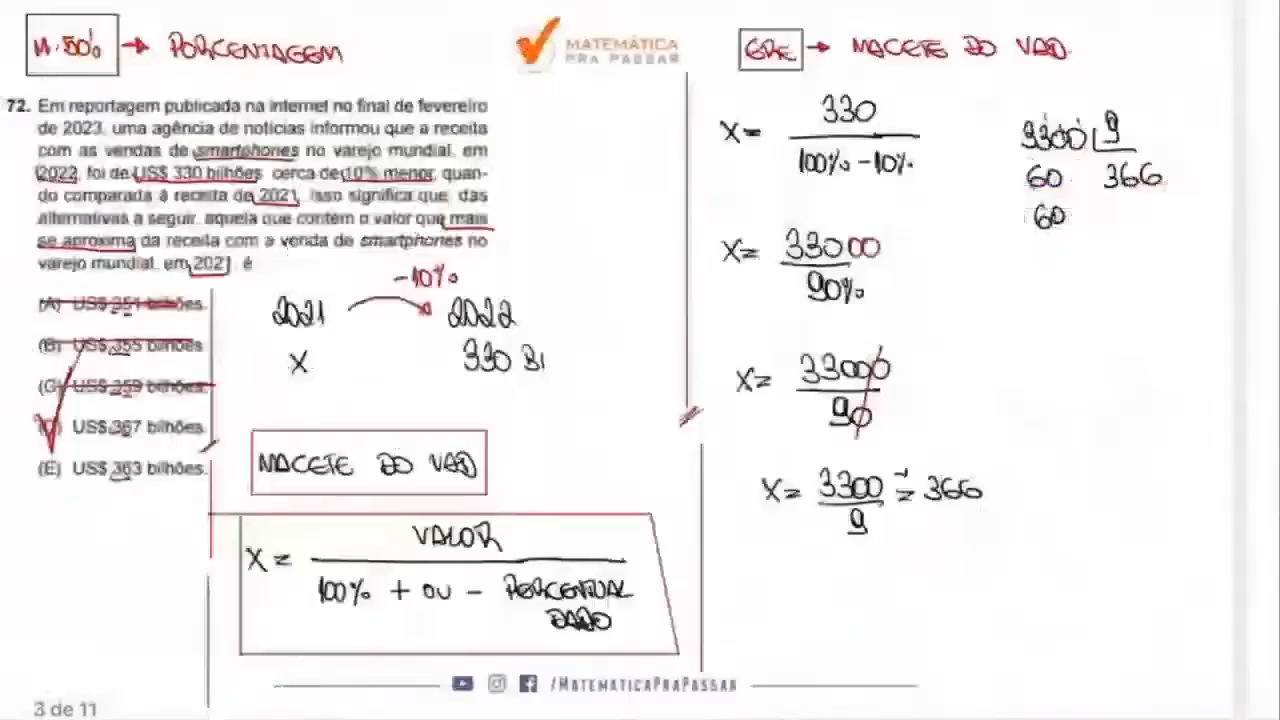 M.50% → PORCENTAGEM
MATEMÁTICA
PRA PASSAR
GRE → MACETE DO VAD
72. Em reportagem publicada na internet no final de fevereiro
de 2023, uma agência de notícias informou que a receita
com as vendas de smartphones no varejo mundial, em
2022, foi de US$ 330 bilhões cerca de 10% menor, quan-
do comparada à receita de 2021. Isso significa que, das
alternativas a seguir, aquela que contém o valor que mais
se aproxima da receita com a venda de smartphones no
varejo mundial, em 2021 é
(A) US$ 351 bilhões.
(B) US$ 355 bilhões.
(C) US$ 359 bilhões.
US$ 367 bilhões.
(E) US$ 363 bilhões.
-10%
2021 2022
X 330 BI
MACETE DO VAD
X = VALOR
100% + OU - PERCENTUAL
DADO
X = 330
100% - 10%
3300 9
60 366
60
X = 33000
90%
X = 33000
90
X = 3300 = 366
9
/MATEMATICAPRAPASSAR
3 de 11